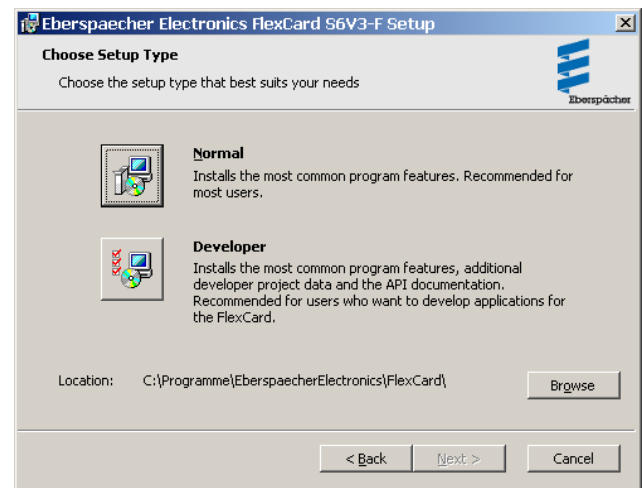 Eberspaecher Electronics FlexCard S6V3-F Setup
Choose Setup Type
Choose the setup type that best suits your needs
Eberspächer
Normal
Installs the most common program features. Recommended for
most users.
Developer
Installs the most common program features, additional
developer project data and the API documentation.
Recommended for users who want to develop applications for
the FlexCard.
Location: C:\Programme\EberspaecherElectronics\FlexCard\ Browse
< Back Next > Cancel